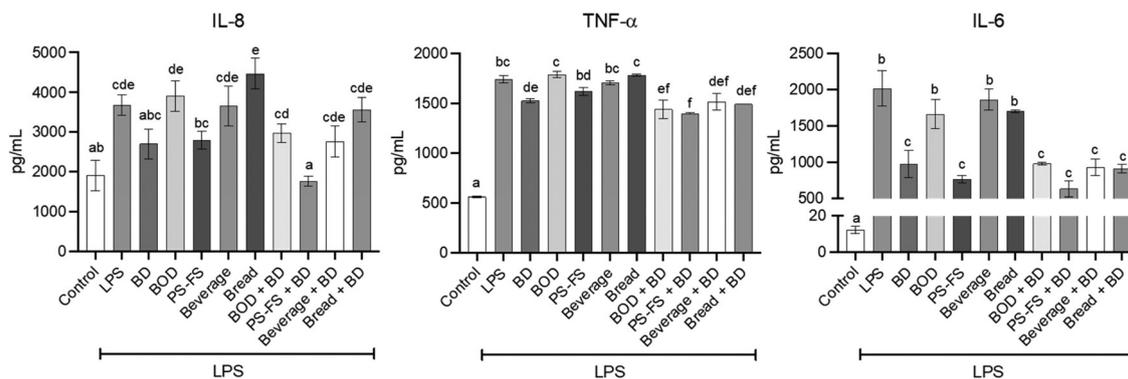 IL-8
pg/mL
5000
4000
3000
2000
1000
0
ab
cde
abc
de
bc
cde
e
cd
a
bc
cde
Control
LPS
BD
BOD
PS-FS
Beverage
Bread
BOD + BD
PS-FS + BD
Beverage + BD
Bread + BD
LPS
TNF-α
pg/mL
2000
1500
1000
500
0
a
bc
de
c
bd
bc
c
ef
f
def
def
Control
LPS
BD
BOD
PS-FS
Beverage
Bread
BOD + BD
PS-FS + BD
Beverage + BD
Bread + BD
LPS
IL-6
pg/mL
2500
2000
1500
1000
500
20
0
a
b
c
b
c
b
b
c
c
c
c
Control
LPS
BD
BOD
PS-FS
Beverage
Bread
BOD + BD
PS-FS + BD
Beverage + BD
Bread + BD
LPS